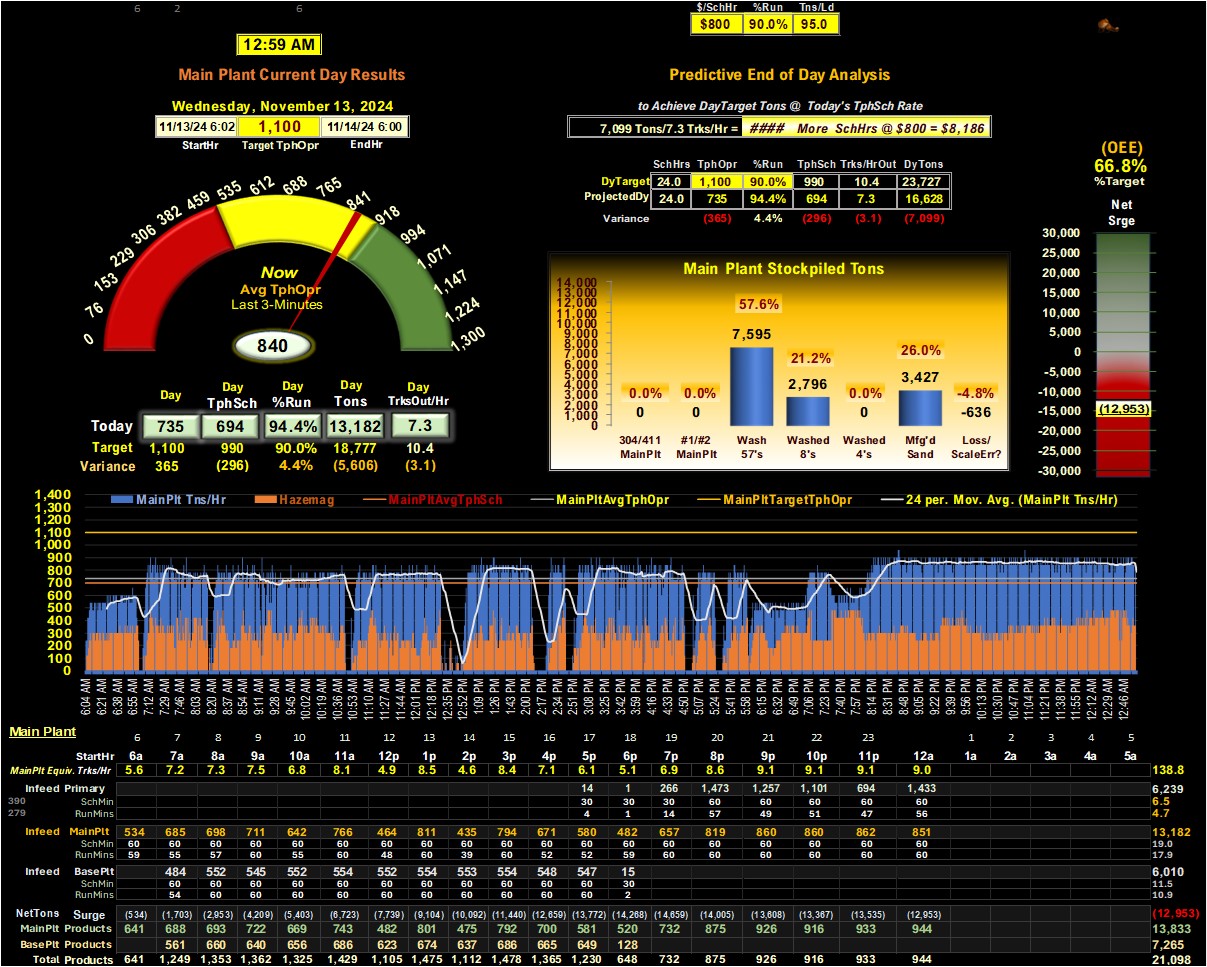 6 2 6
$/SchHr %Run Tns/Ld
$800 90.0% 95.0
12:59 AM
Main Plant Current Day Results
Predictive End of Day Analysis
Wednesday, November 13, 2024
to Achieve DayTarget Tons @ Today's TphSch Rate
11/13/24 6:02 1,100 11/14/24 6:00
7,099 Tons/7.3 Trks/Hr = #### More SchHrs @ $800 = $8,186
StartHr Target TphOpr EndHr
(OEE)
66.8%
%Target
SchHrs TphOpr %Run TphSch Trks/HrOut DyTons
DyTarget 24.0 1,100 90.0% 990 10.4 23,727
ProjectedDy 24.0 735 94.4% 694 7.3 16,628
Variance (365) 4.4% (296) (3.1) (7,099)
Net
Srge
30,000
25,000
20,000
15,000
10,000
5,000
0
-5,000
-10,000
-15,000
(12,953)
-20,000
-25,000
-30,000
0
76
153
229
306
382
459
535
612
688
765
841
918
994
1,071
1,147
1,224
1,300
Now
Avg TphOpr
Last 3-Minutes
840
Main Plant Stockpiled Tons
14,000
13,000
12,000
11,000
10,000
9,000
8,000
7,000
6,000
5,000
4,000
3,000
2,000
1,000
0
0.0% 0.0% 57.6% 21.2% 0.0% 26.0% -4.8%
0 0 7,595 2,796 0 3,427 -636
304/411 #1/#2 Wash Washed Washed Mfg'd Loss/
MainPlt MainPlt 57's 8's 4's Sand ScaleErr?
Day Day Day Day Day
TphSch %Run Tons TrksOut/Hr
Today 735 694 94.4% 13,182 7.3
Target 1,100 990 90.0% 18,777 10.4
Variance 365 (296) 4.4% (5,606) (3.1)
MainPlt Tns/Hr Hazemag MainPltAvgTphSch MainPltAvgTphOpr MainPltTargetTphOpr 24 per. Mov. Avg. (MainPlt Tns/Hr)
1,400
1,300
1,100
1,000
900
800
700
600
500
400
300
200
100
0
6:04 AM 6:21 AM 6:38 AM 6:55 AM 7:12 AM 7:29 AM 7:46 AM 8:03 AM 8:20 AM 8:37 AM 8:54 AM 9:11 AM 9:28 AM 9:45 AM 10:02 AM 10:19 AM 10:36 AM 10:53 AM 11:10 AM 11:27 AM 11:44 AM 12:01 PM 12:18 PM 12:35 PM 12:52 PM 1:09 PM 1:26 PM 1:43 PM 2:00 PM 2:17 PM 2:34 PM 2:51 PM 3:08 PM 3:25 PM 3:42 PM 3:59 PM 4:16 PM 4:33 PM 4:50 PM 5:07 PM 5:24 PM 5:41 PM 5:58 PM 6:15 PM 6:32 PM 6:49 PM 7:06 PM 7:23 PM 7:40 PM 7:57 PM 8:14 PM 8:31 PM 8:48 PM 9:05 PM 9:22 PM 9:39 PM 9:56 PM 10:13 PM 10:30 PM 10:47 PM 11:04 PM 11:21 PM 11:38 PM 11:55 PM 12:12 AM 12:29 AM 12:46 AM
Main Plant
6 7 8 9 10 11 12 13 14 15 16 17 18 19 20 21 22 23 1 2 3 4 5
StartHr 6a 7a 8a 9a 10a 11a 12p 1p 2p 3p 4p 5p 6p 7p 8p 9p 10p 11p 12a 1a 2a 3a 4a 5a
MainPlt Equiv. Trks/Hr 5.6 7.2 7.3 7.5 6.8 8.1 4.9 8.5 4.6 8.4 7.1 6.1 5.1 6.9 8.6 9.1 9.1 9.1 9.0 138.8
Infeed Primary 14 1 266 1,473 1,257 1,101 694 1,433 6,239
390 SchMin 30 30 30 60 60 60 60 60 6.5
279 RunMins 4 1 14 57 49 51 47 56 4.7
Infeed MainPlt 534 685 698 711 642 766 464 811 435 794 671 580 482 657 819 860 860 862 851 13,182
SchMin 60 60 60 60 60 60 60 60 60 60 60 60 60 60 60 60 60 60 60 19.0
RunMins 59 55 57 60 55 60 48 60 39 60 52 52 59 60 60 60 60 60 60 17.9
Infeed BasePlt 484 552 545 552 554 552 554 553 554 548 547 15 6,010
SchMin 60 60 60 60 60 60 60 60 60 60 60 30 11.5
RunMins 54 60 60 60 60 60 60 60 60 60 60 2 10.9
NetTons Surge (534) (1,703) (2,953) (4,209) (5,403) (6,723) (7,739) (9,104) (10,092) (11,440) (12,659) (13,772) (14,268) (14,659) (14,005) (13,608) (13,367) (13,535) (12,953) (12,953)
MainPlt Products 641 688 693 722 669 743 482 801 475 792 700 581 520 732 875 926 916 933 944 13,833
BasePlt Products 561 660 640 656 686 623 674 637 686 665 649 128 7,265
Total Products 641 1,249 1,353 1,362 1,325 1,429 1,105 1,475 1,112 1,478 1,365 1,230 648 732 875 926 916 933 944 21,098